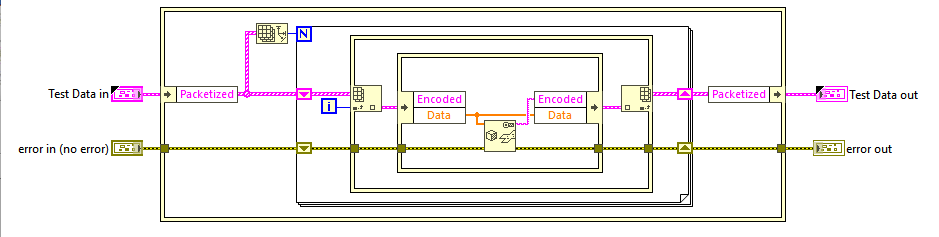 N
Test Data in
Packetized
i
Encoded
Data
Encoded
Data
Packetized
Test Data out
error in (no error)
error out